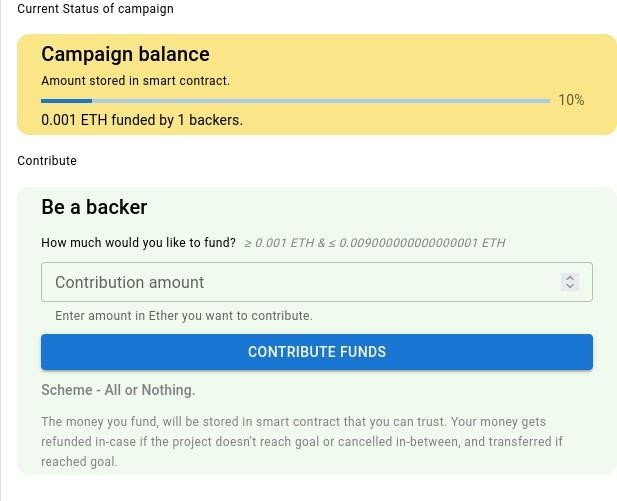 Current Status of campaign
Campaign balance
Amount stored in smart contract.
10%
0.001 ETH funded by 1 backers.
Contribute
Be a backer
How much would you like to fund? ≥ 0.001 ETH & ≤ 0.009000000000000001 ETH
Contribution amount
Enter amount in Ether you want to contribute.
CONTRIBUTE FUNDS
Scheme - All or Nothing.
The money you fund, will be stored in smart contract that you can trust. Your money gets
refunded in-case if the project doesn't reach goal or cancelled in-between, and transferred if
reached goal.